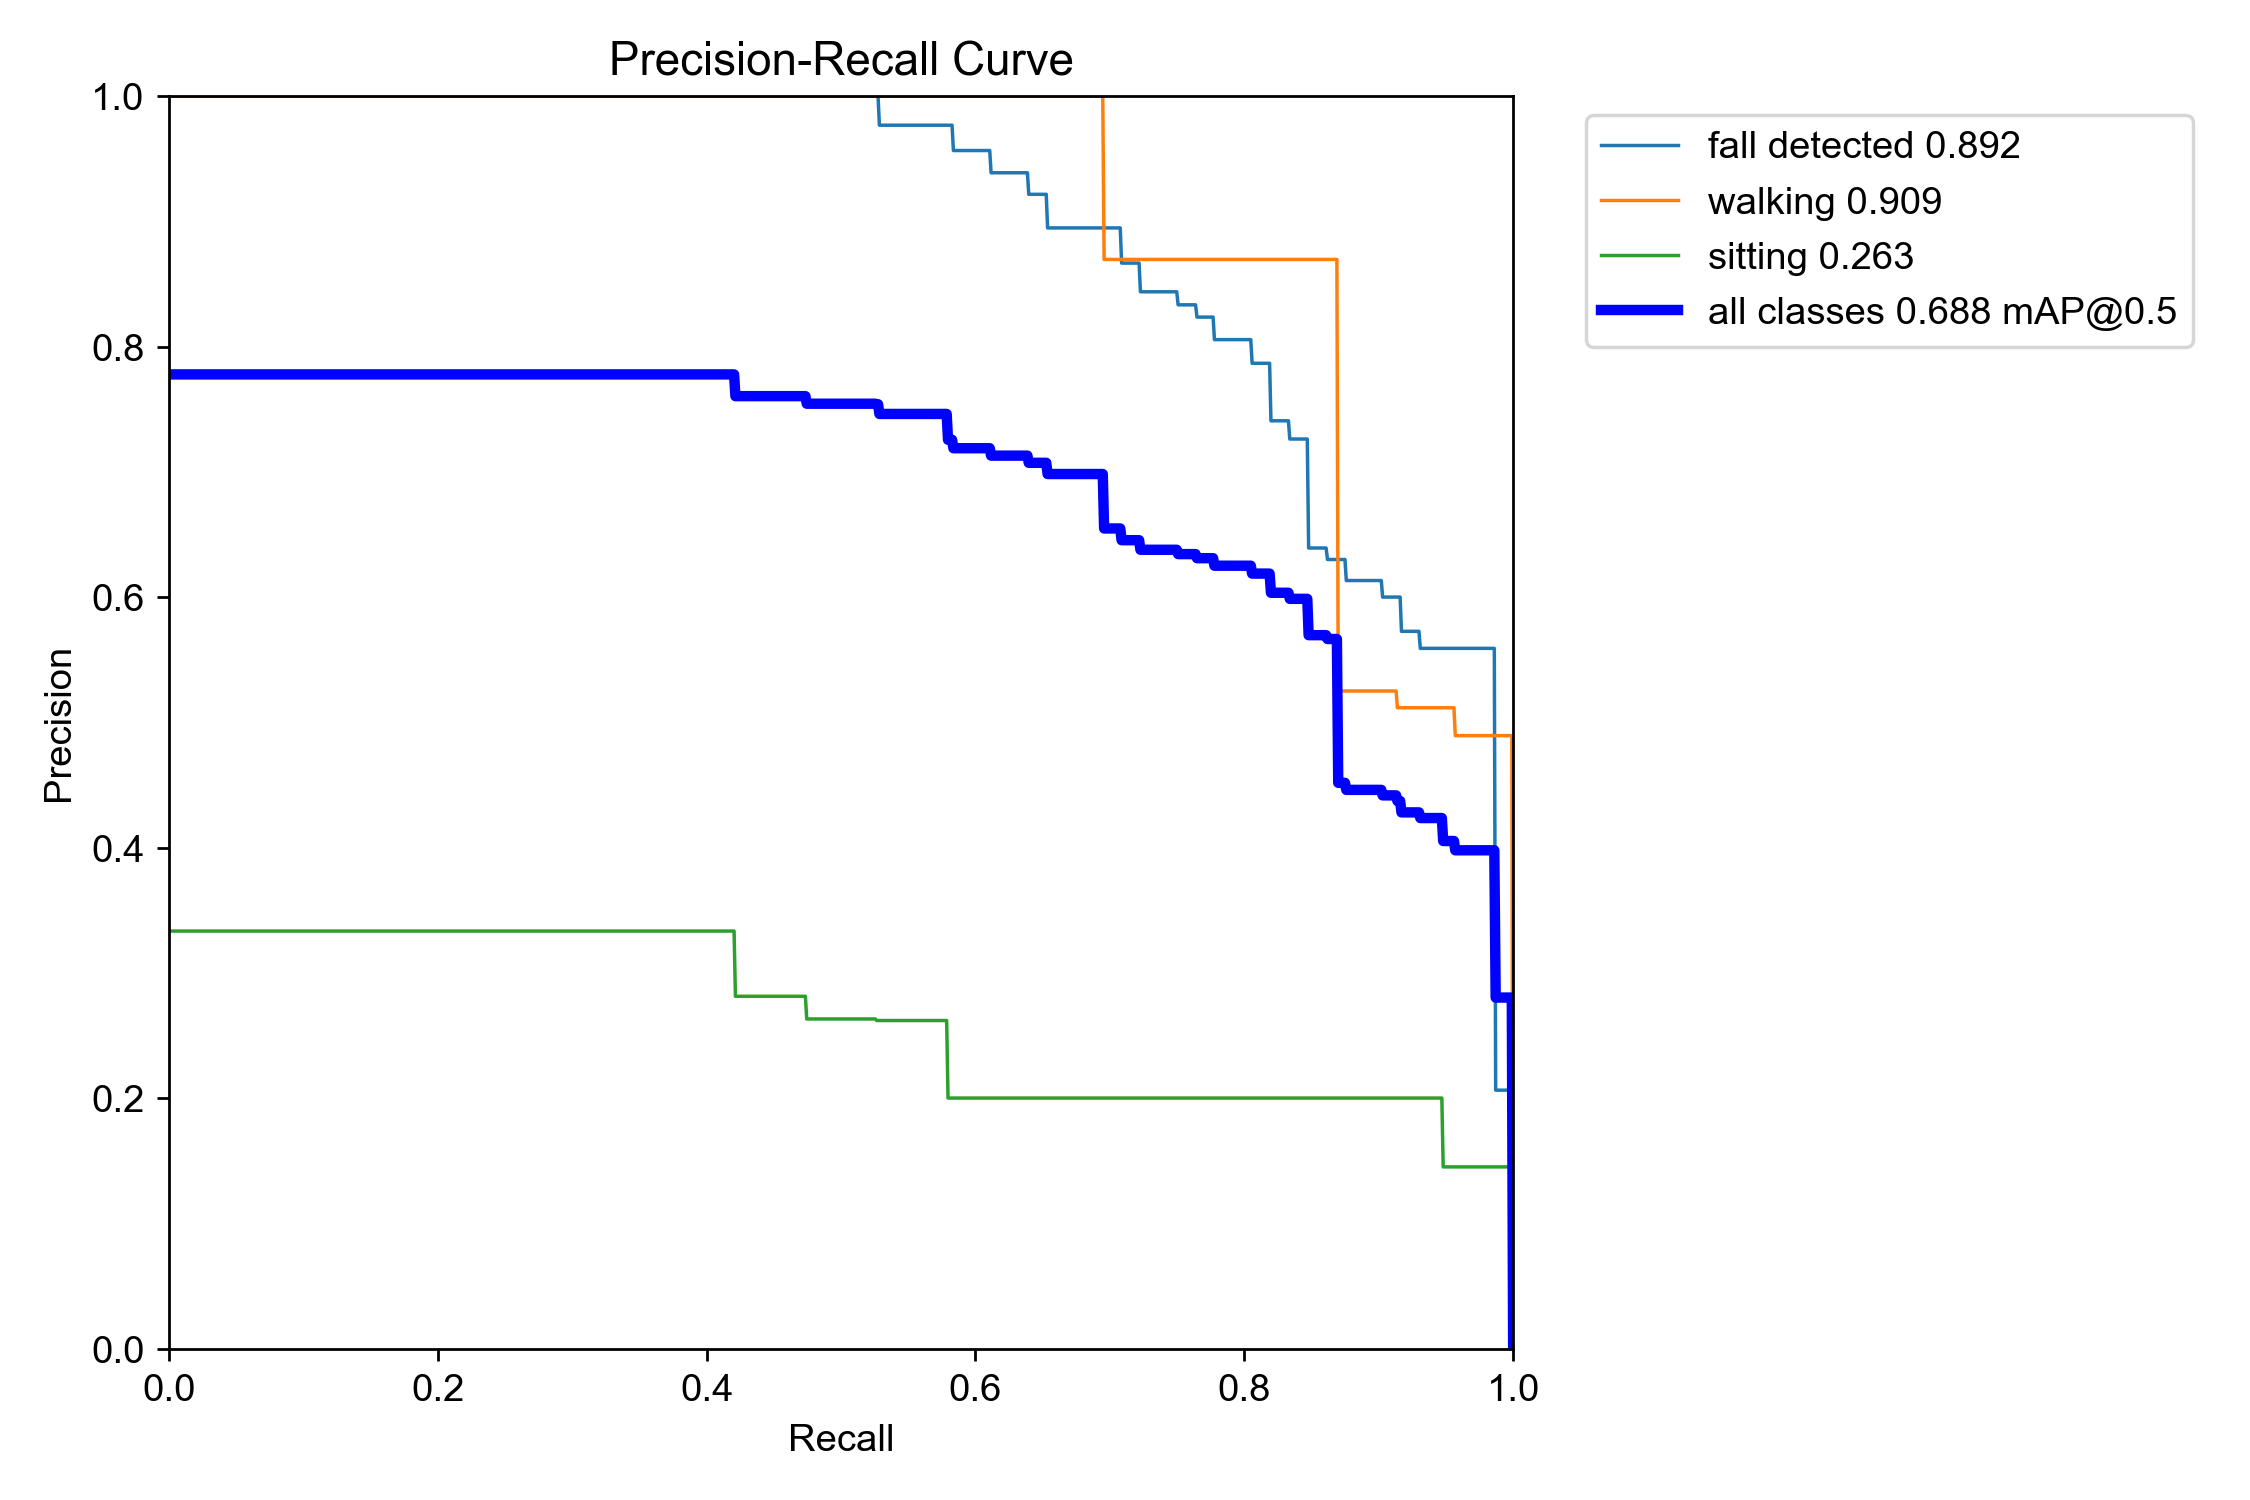 Precision-Recall Curve
1.0
0.8
0.6
0.4
0.2
0.0
Precision
0.0 0.2 0.4 0.6 0.8 1.0
Recall
fall detected 0.892
walking 0.909
sitting 0.263
all classes 0.688 mAP@0.5